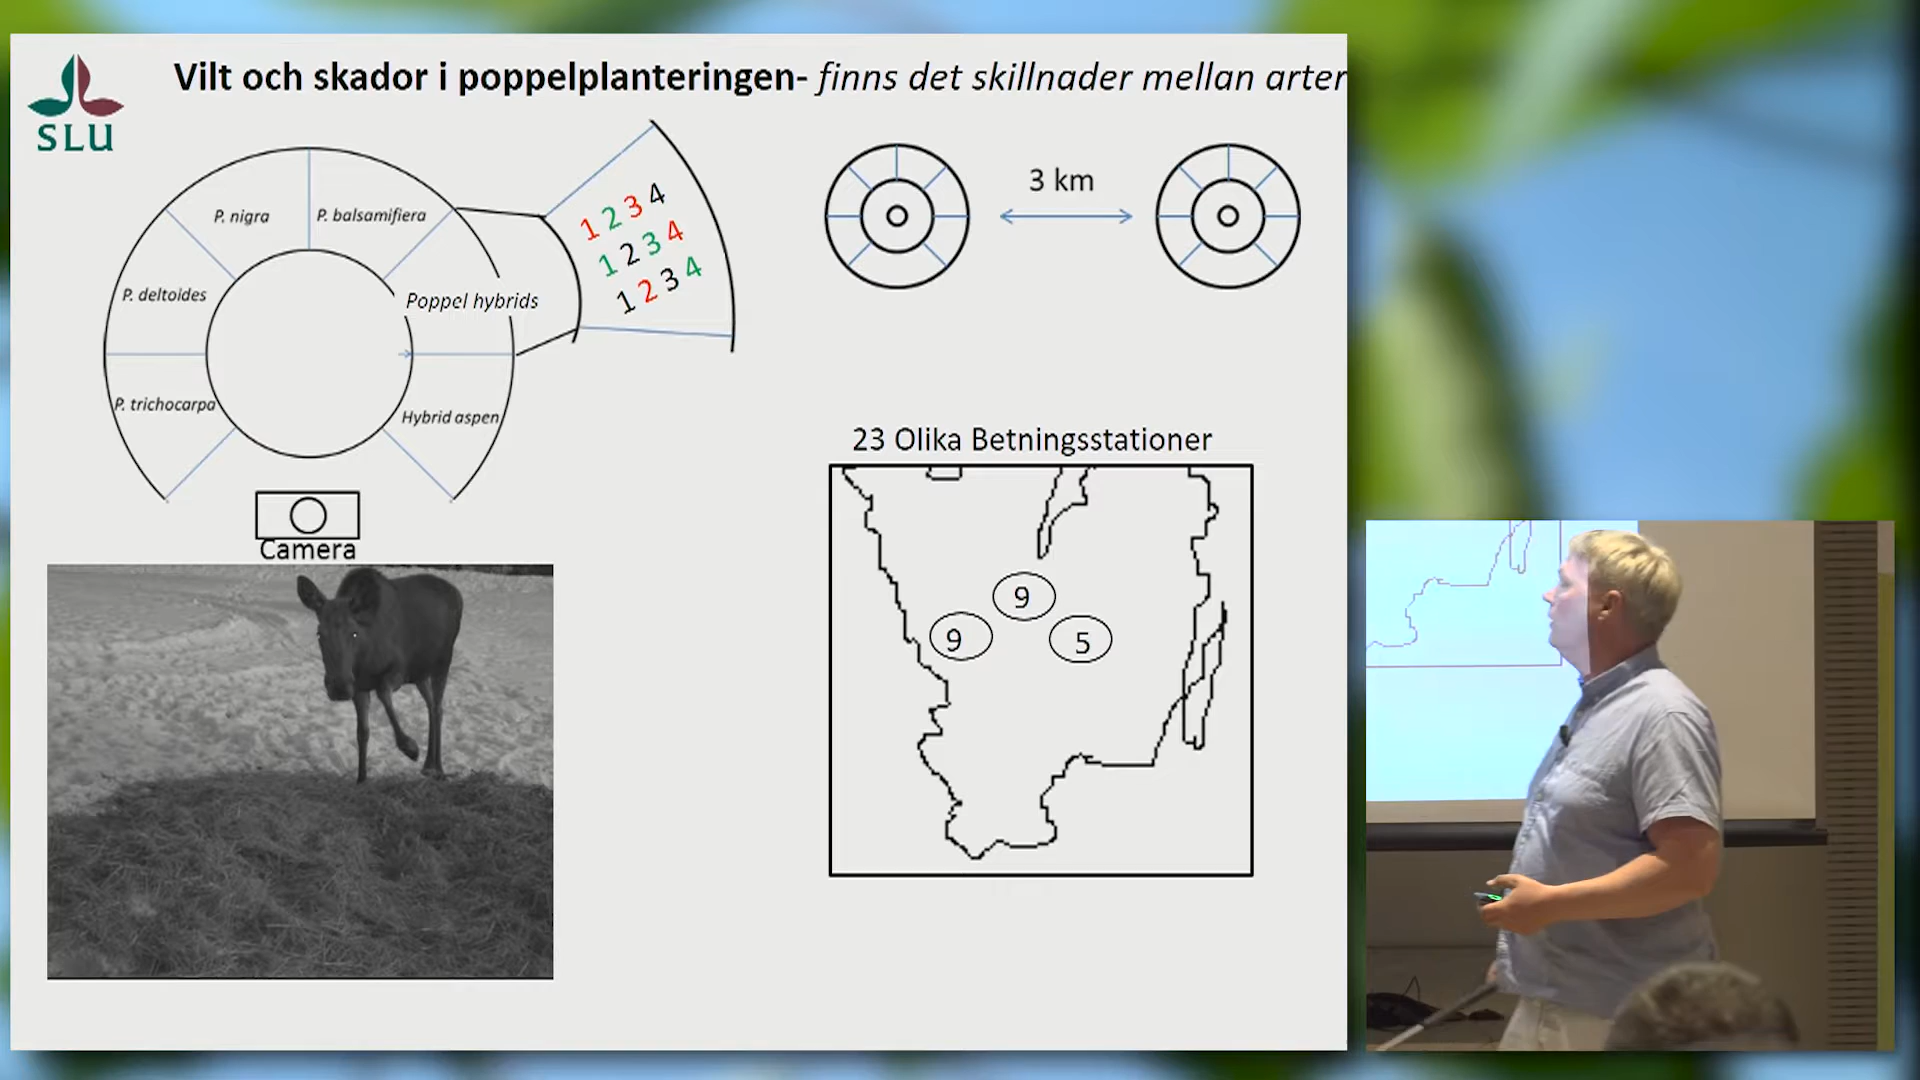 SLU
Vilt och skador i poppelplanteringen- finns det skillnader mellan arter
P. nigra
P. balsamifiera
P. deltoides
Poppel hybrids
P. trichocarpa
Hybrid aspen
1 2 3 4
1 2 3 4
1 2 3 4
Camera
3 km
23 Olika Betningsstationer
9
9
5